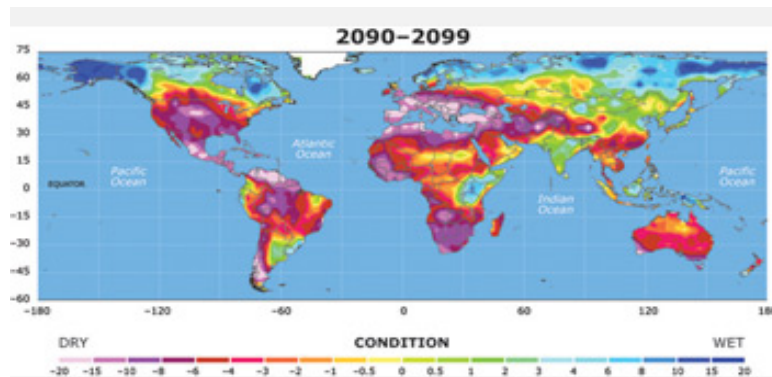 2090–2099
75
60
45
30
15
0
−15
−30
−45
−60
Atlantic
Ocean
Pacific
Ocean
Pacific
Ocean
EQUATOR
Indian
Ocean
−180 −120 −60 0 60 120 180
DRY CONDITION WET
−20 −15 −10 −8 −6 −4 −3 −2 −1 −0.5 0 0.5 1 2 3 4 6 8 10 15 20